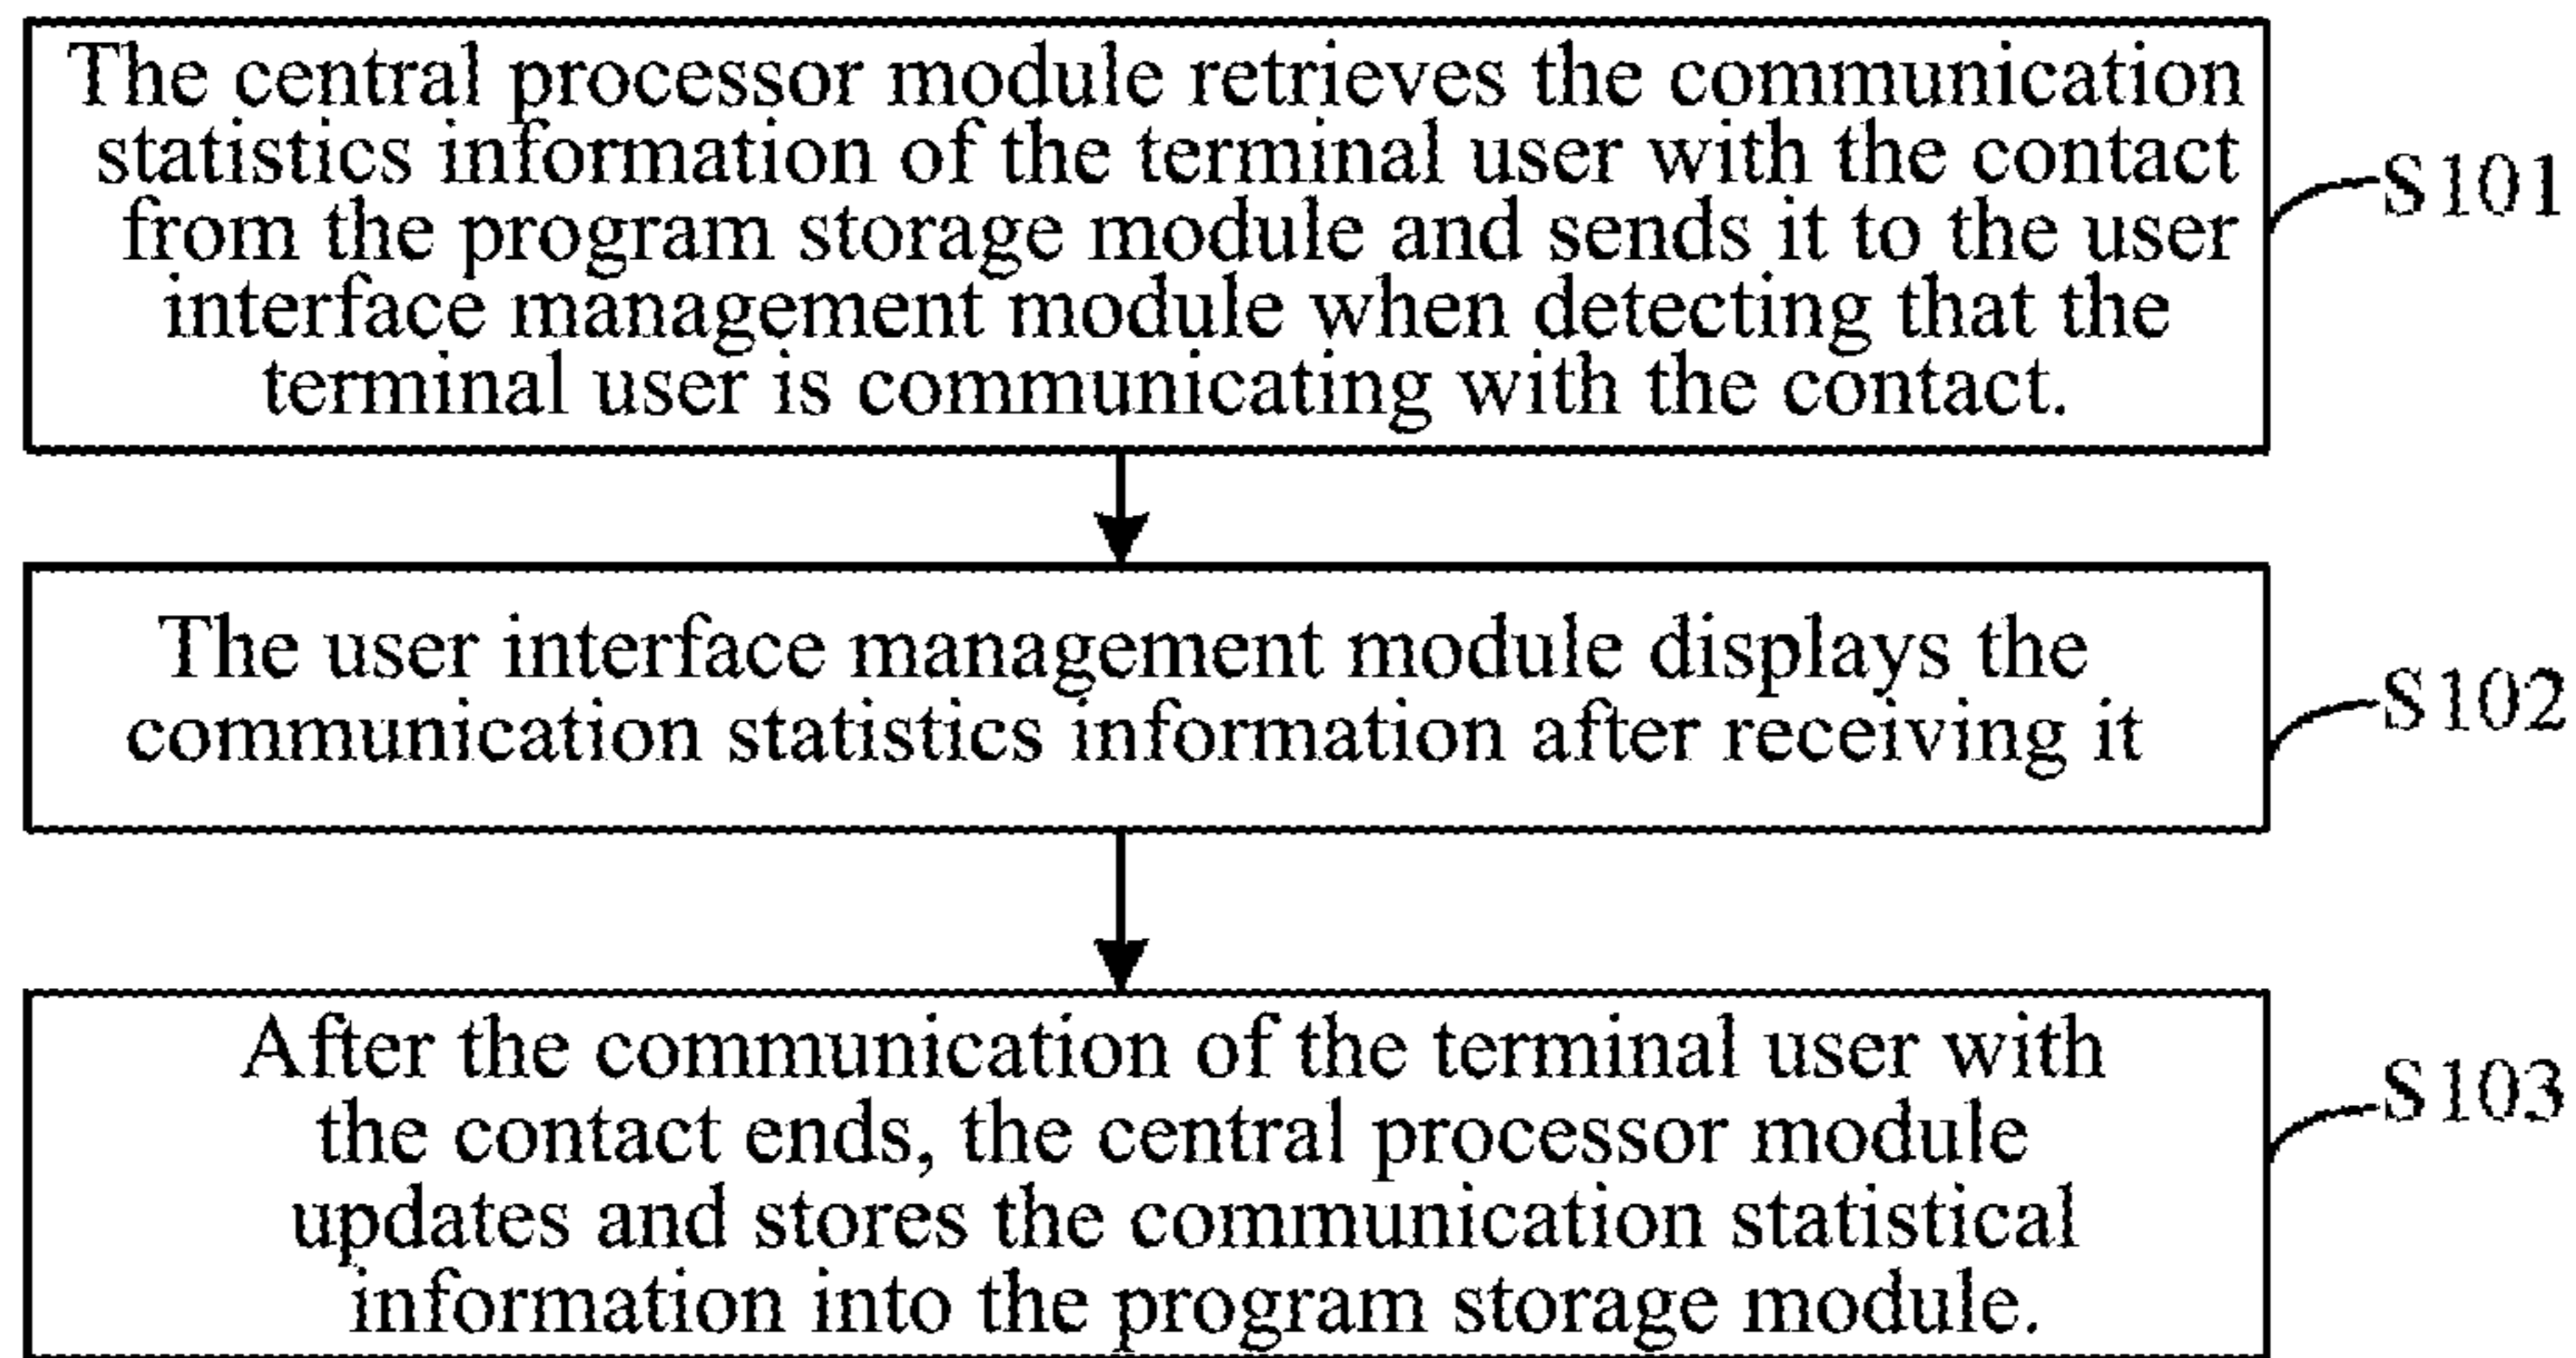 The central processor module retrieves the communication
statistics information of the terminal user with the contact
from the program storage module and sends it to the user
interface management module when detecting that the
terminal user is communicating with the contact.
S101
The user interface management module displays the
communication statistics information after receiving it
S102
After the communication of the terminal user with
the contact ends, the central processor module
updates and stores the communication statistical
information into the program storage module.
S103